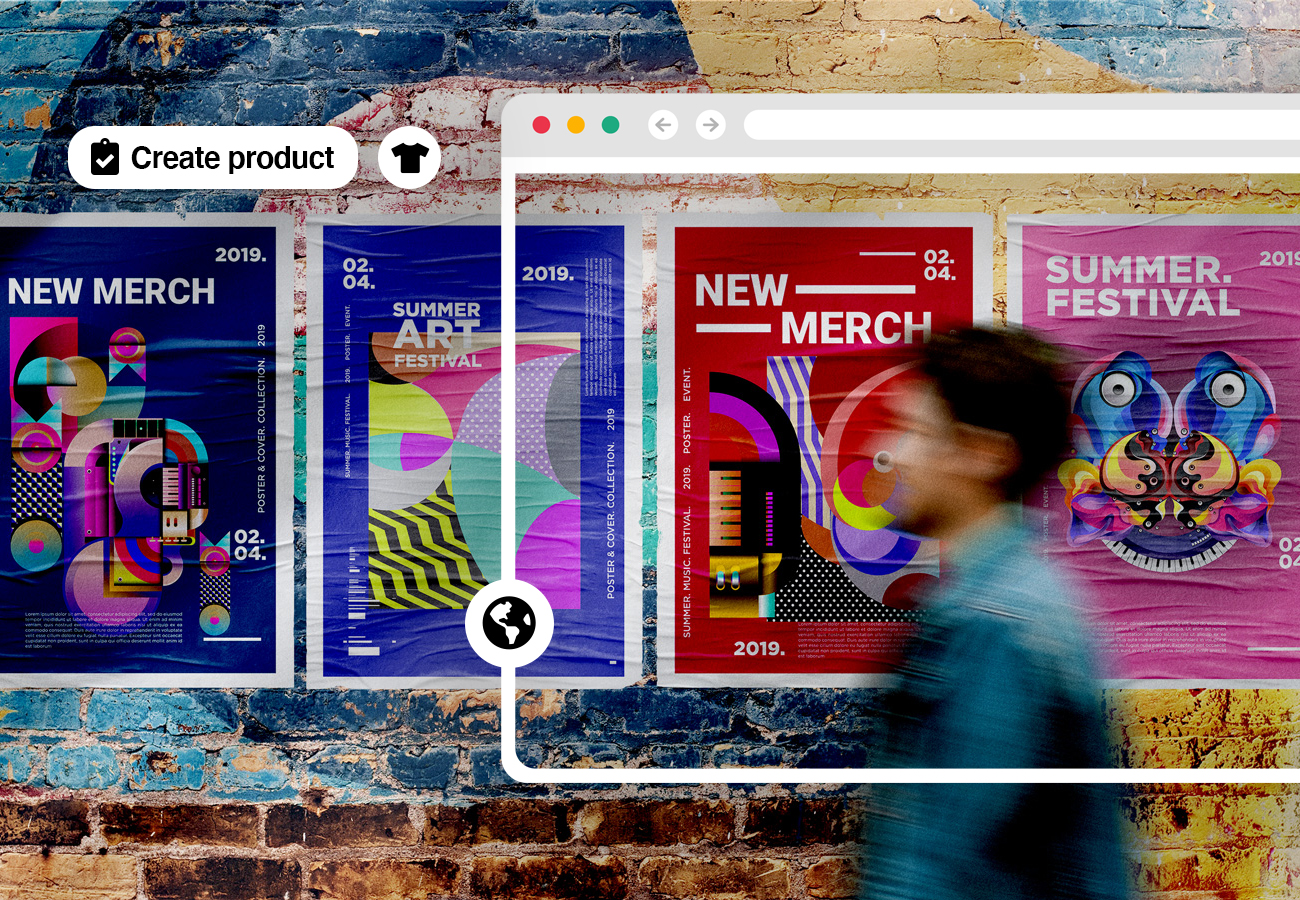 Create product
2019.
NEW MERCH
POSTER & COVER. COLLECTION. 2019
02.
04.
02.
04.
2019.
SUMMER
ART
FESTIVAL
SUMMER. MUSIC. FESTIVAL. 2019. POSTER. EVENT.
POSTER & COVER. COLLECTION. 2019
02.
04.
NEW
MERCH
SUMMER. MUSIC. FESTIVAL. 2019. POSTER. EVENT.
2019.
2019
SUMMER.
FESTIVAL
02
04